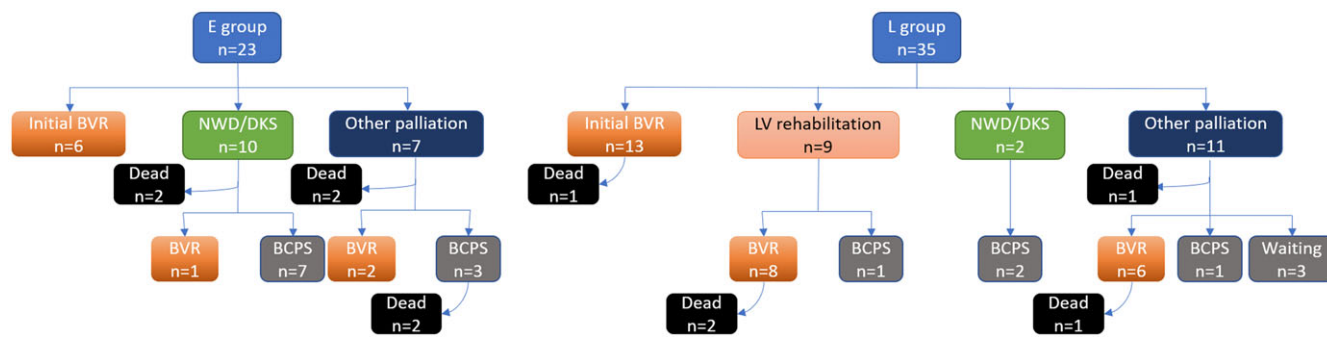 E group
n=23
L group
n=35
Initial BVR
n=6
NWD/DKS
n=10
Other palliation
n=7
Initial BVR
n=13
LV rehabilitation
n=9
NWD/DKS
n=2
Other palliation
n=11
Dead
n=2
Dead
n=2
Dead
n=1
Dead
n=1
BVR
n=1
BCPS
n=7
BVR
n=2
BCPS
n=3
BVR
n=8
BCPS
n=1
BCPS
n=2
BVR
n=6
BCPS
n=1
Waiting
n=3
Dead
n=2
Dead
n=2
Dead
n=1